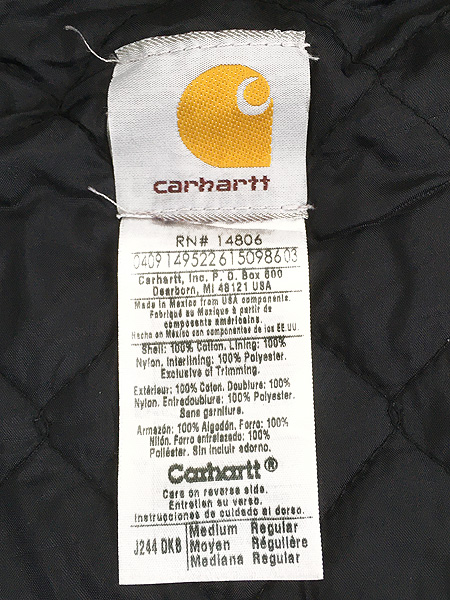 carhartt
RN# 14806
0409149522615098603
Carhartt, Inc. P. O. Box 600
Dearborn, MI 48121 USA
Made in Mexico from USA components.
Fabriqué au Mexique à partir de
composants américains.
Hecho en México con componentes de los EE.UU.
Shell: 100% Cotton. Lining: 100%
Nylon. Interlining: 100% Polyester.
Exclusive of Trimming.
Extérieur: 100% Coton. Doublure: 100%
Nylon. Entredoublure: 100% Polyester.
Sans garniture.
Armazón: 100% Algodón. Forro: 100%
Nilón. Forro entrelazado: 100%
Poliéster. Sin incluir adorno.
Carhartt®
Care on reverse side.
Entretien au verso.
Instrucciones de cuidado al dorso.
J244 DKB Medium Regular
Moyen Régulière
Mediana Regular